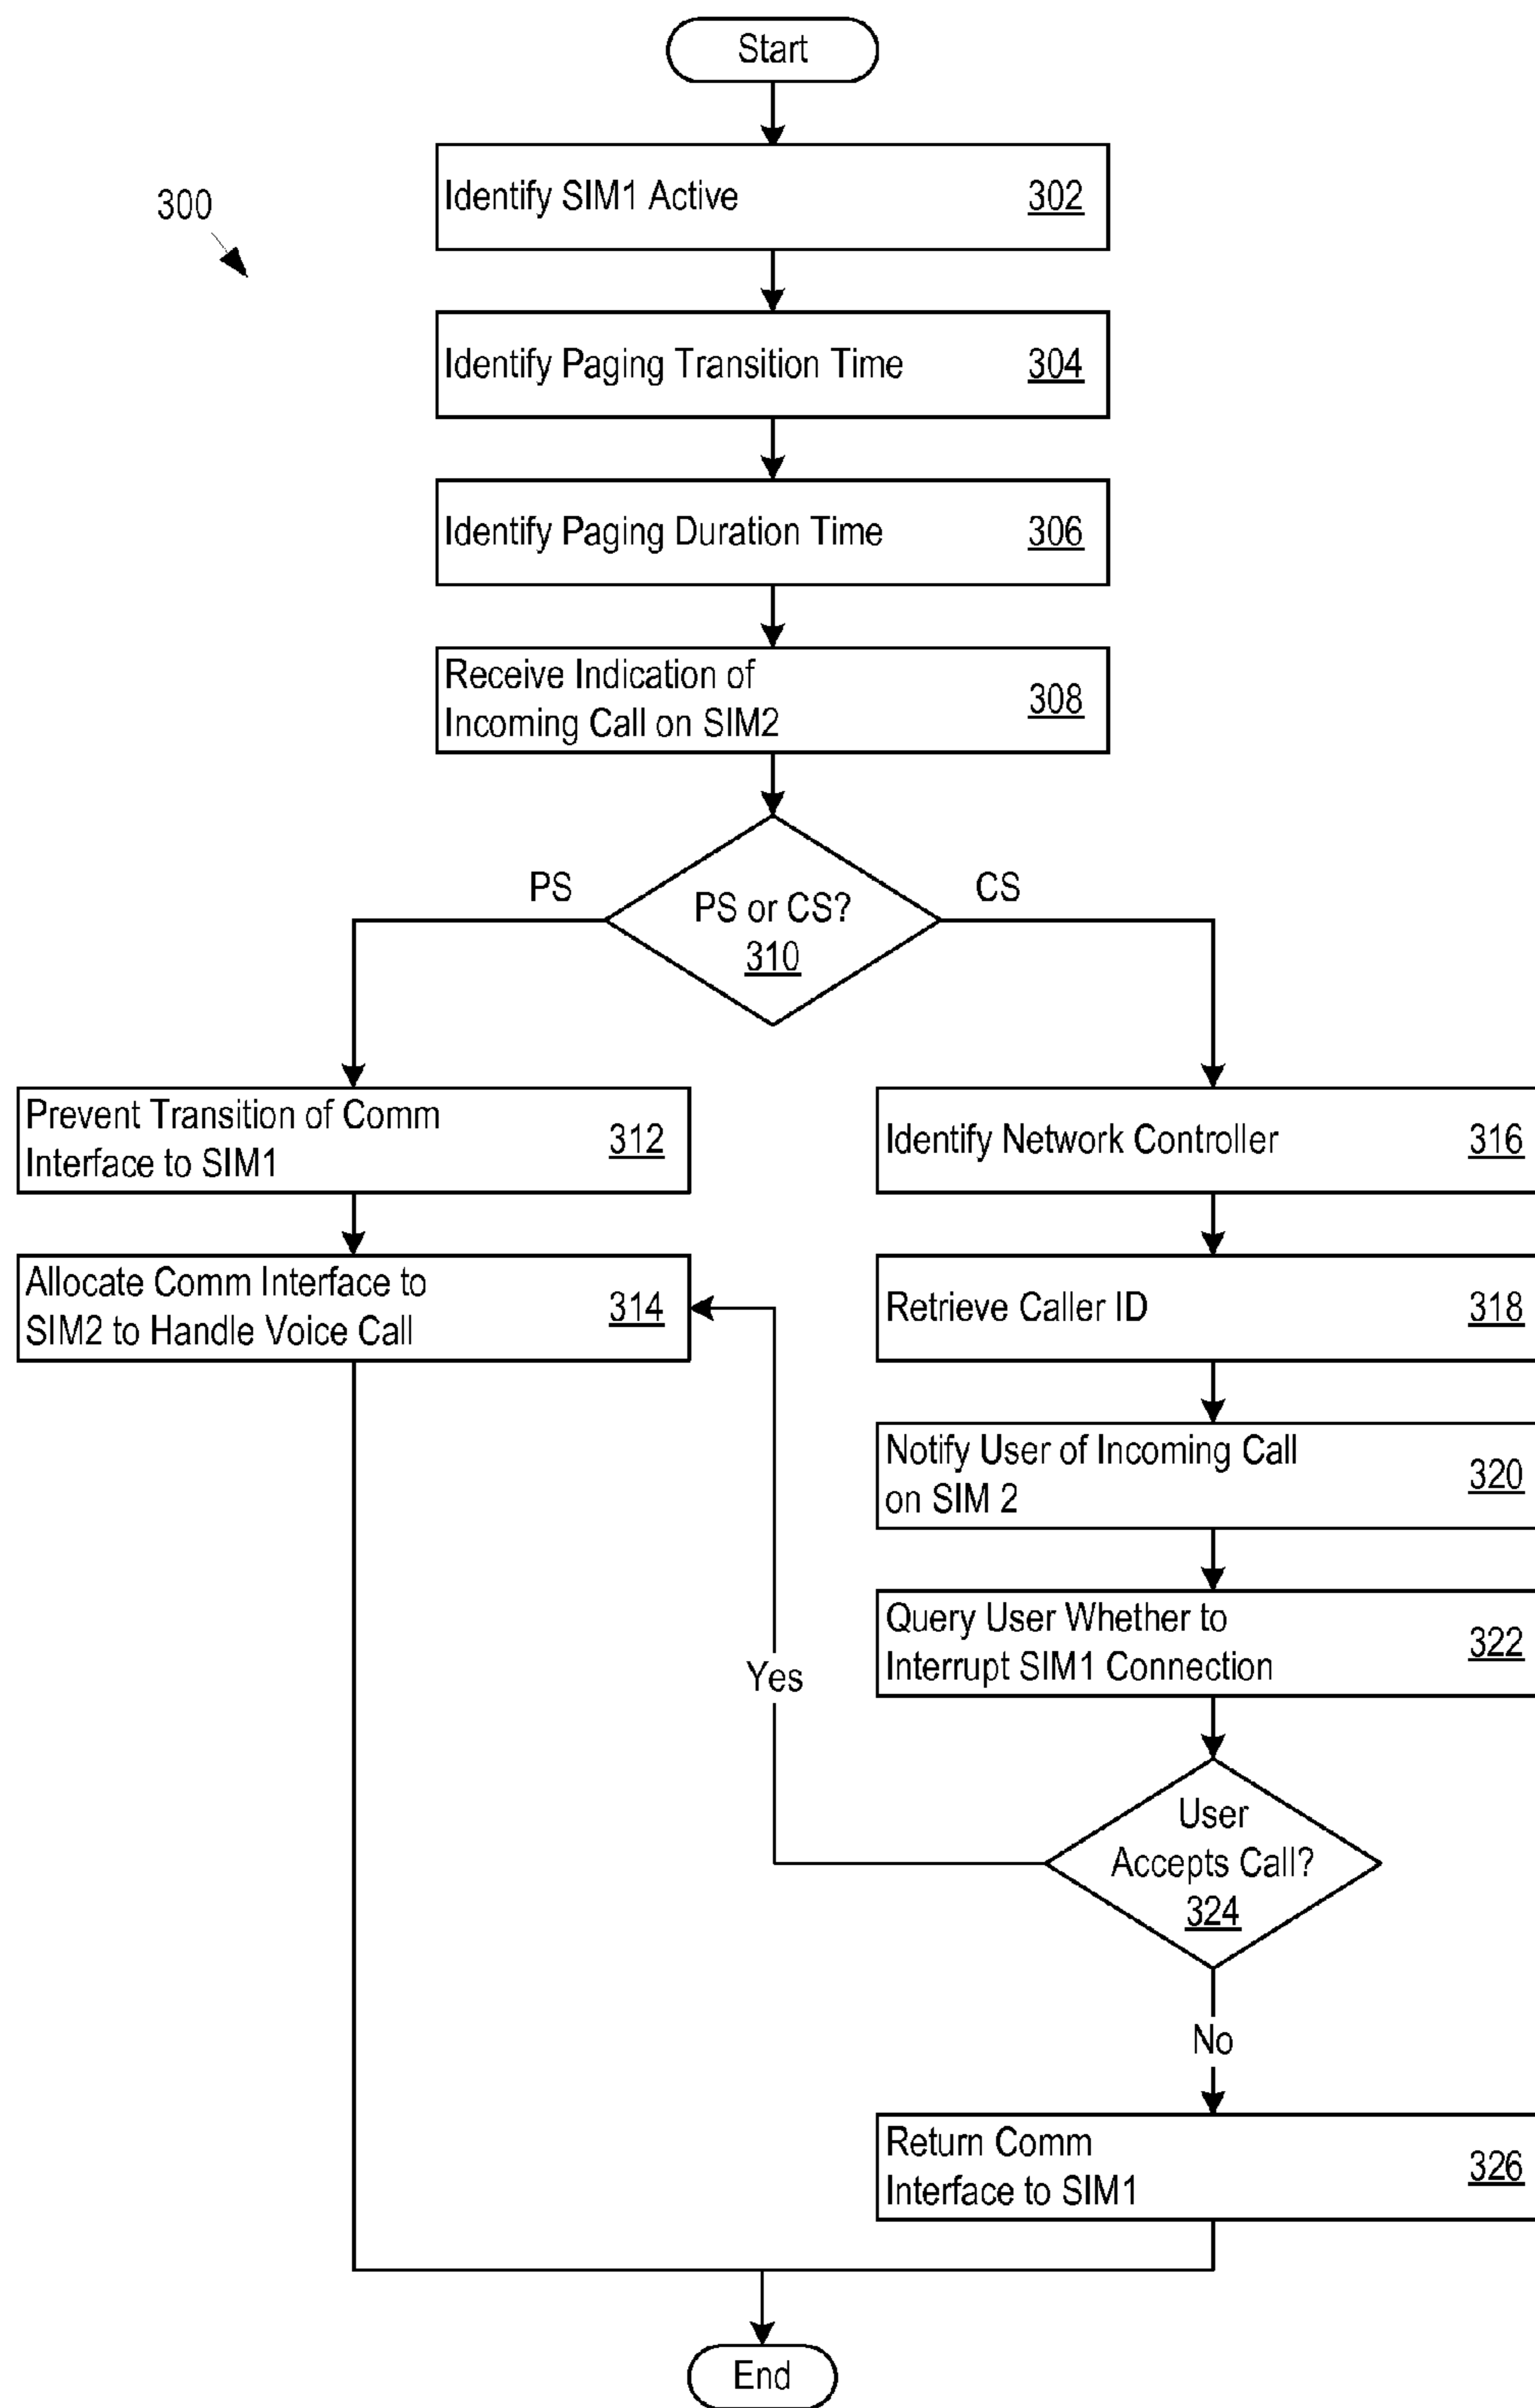 Start
300
Identify SIM1 Active 302
Identify Paging Transition Time 304
Identify Paging Duration Time 306
Receive Indication of
Incoming Call on SIM2 308
PS
PS or CS?
310
CS
Prevent Transition of Comm
Interface to SIM1 312
Identify Network Controller 316
Allocate Comm Interface to
SIM2 to Handle Voice Call 314
Retrieve Caller ID 318
Notify User of Incoming Call
on SIM 2 320
Query User Whether to
Interrupt SIM1 Connection 322
Yes
User
Accepts Call?
324
No
Return Comm
Interface to SIM1 326
End